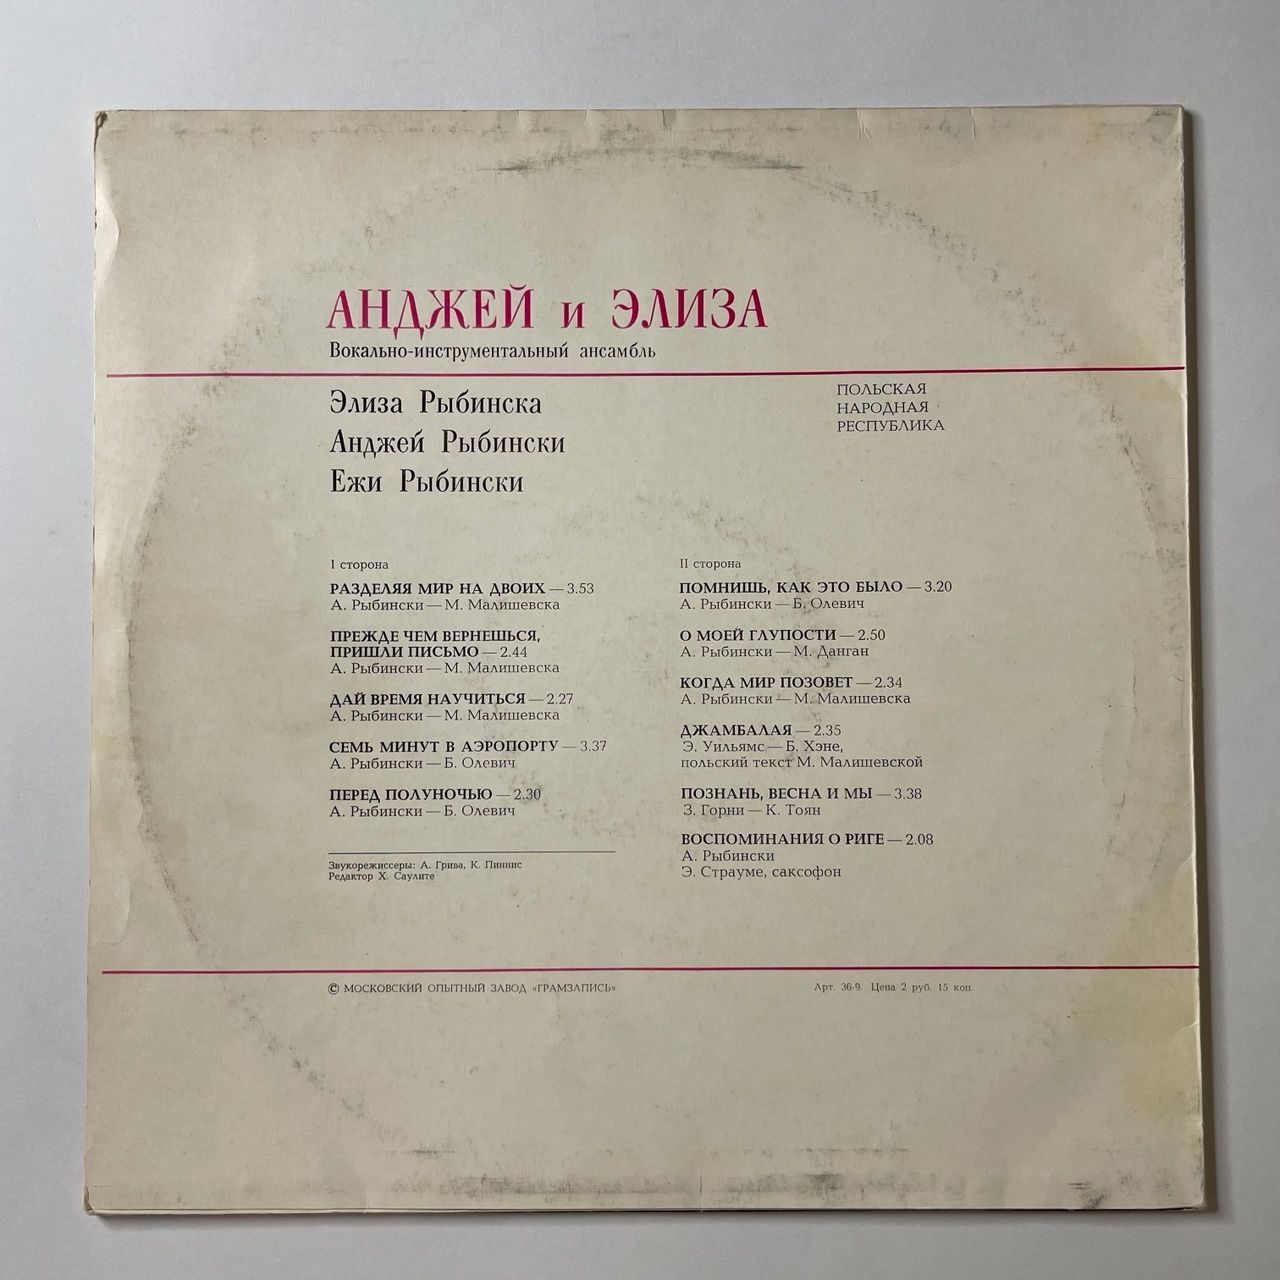 АНДЖЕЙ и ЭЛИЗА
Вокально-инструментальный ансамбль
Элиза Рыбинска
Анджей Рыбински
Ежи Рыбински
ПОЛЬСКАЯ
НАРОДНАЯ
РЕСПУБЛИКА
I сторона
РАЗДЕЛЯЯ МИР НА ДВОИХ — 3.53
А. Рыбински — М. Малишевска
ПРЕЖДЕ ЧЕМ ВЕРНЕШЬСЯ,
ПРИШЛИ ПИСЬМО — 2.44
А. Рыбински — М. Малишевска
ДАЙ ВРЕМЯ НАУЧИТЬСЯ — 2.27
А. Рыбински — М. Малишевска
СЕМЬ МИНУТ В АЭРОПОРТУ — 3.37
А. Рыбински — Б. Олевич
ПЕРЕД ПОЛУНОЧЬЮ — 2.30
А. Рыбински — Б. Олевич
Звукорежиссеры: А. Грива, К. Пиннис
Редактор Х. Саулите
II сторона
ПОМНИШЬ, КАК ЭТО БЫЛО — 3.20
А. Рыбински — Б. Олевич
О МОЕЙ ГЛУПОСТИ — 2.50
А. Рыбински — М. Данган
КОГДА МИР ПОЗОВЕТ — 2.34
А. Рыбински — М. Малишевска
ДЖАМБАЛАЯ — 2.35
Э. Уильямс — Б. Хэне,
польский текст М. Малишевской
ПОЗНАНЬ, ВЕСНА И МЫ — 3.38
З. Горни — К. Тоян
ВОСПОМИНАНИЯ О РИГЕ — 2.08
А. Рыбински
Э. Страуме, саксофон
© МОСКОВСКИЙ ОПЫТНЫЙ ЗАВОД «ГРАМЗАПИСЬ»
Арт. 36-9. Цена 2 руб. 15 коп